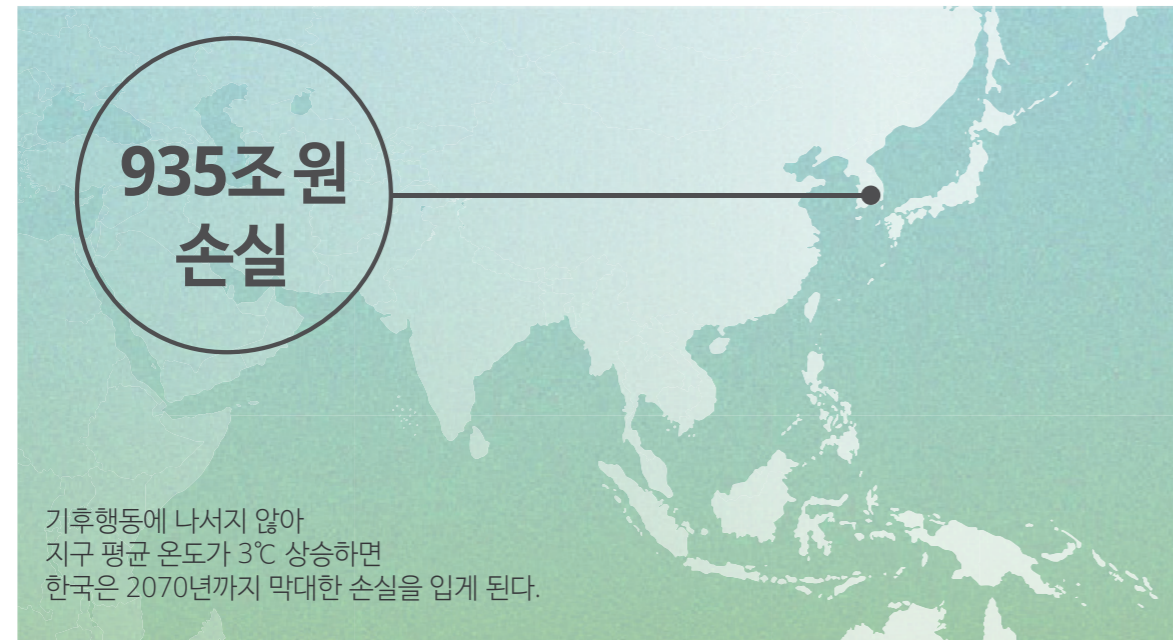 935조 원
손실
기후행동에 나서지 않아
지구 평균 온도가 3℃ 상승하면
한국은 2070년까지 막대한 손실을 입게 된다.